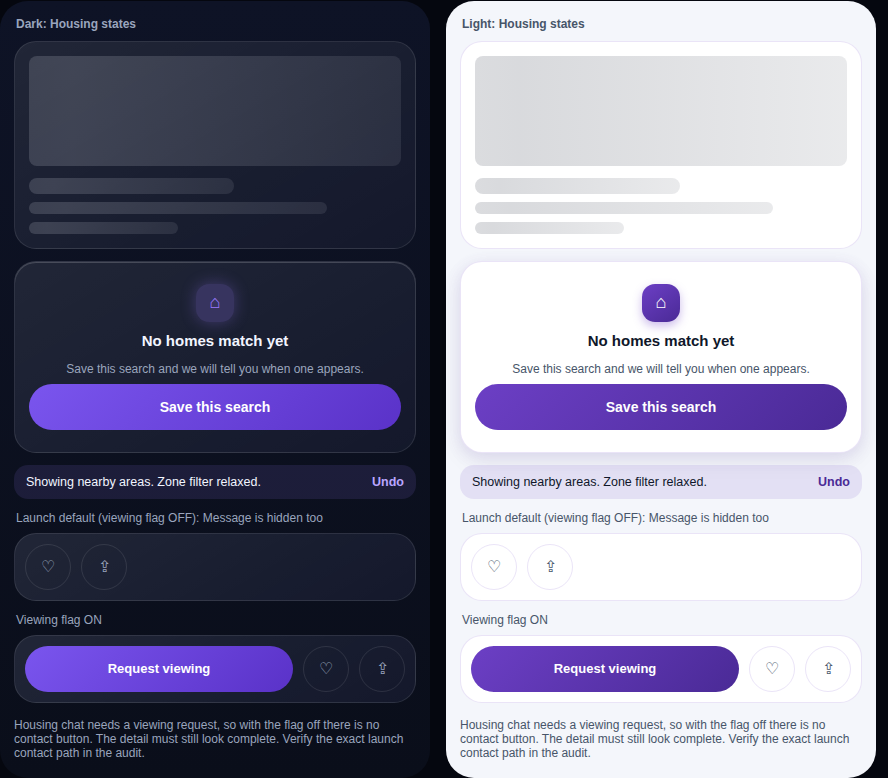 Dark: Housing states
No homes match yet
Save this search and we will tell you when one appears.
Save this search
Showing nearby areas. Zone filter relaxed.
Undo
Launch default (viewing flag OFF): Message is hidden too
Viewing flag ON
Request viewing
Housing chat needs a viewing request, so with the flag off there is no
contact button. The detail must still look complete. Verify the exact launch
contact path in the audit.
Light: Housing states
No homes match yet
Save this search and we will tell you when one appears.
Save this search
Showing nearby areas. Zone filter relaxed.
Undo
Launch default (viewing flag OFF): Message is hidden too
Viewing flag ON
Request viewing
Housing chat needs a viewing request, so with the flag off there is no
contact button. The detail must still look complete. Verify the exact launch
contact path in the audit.